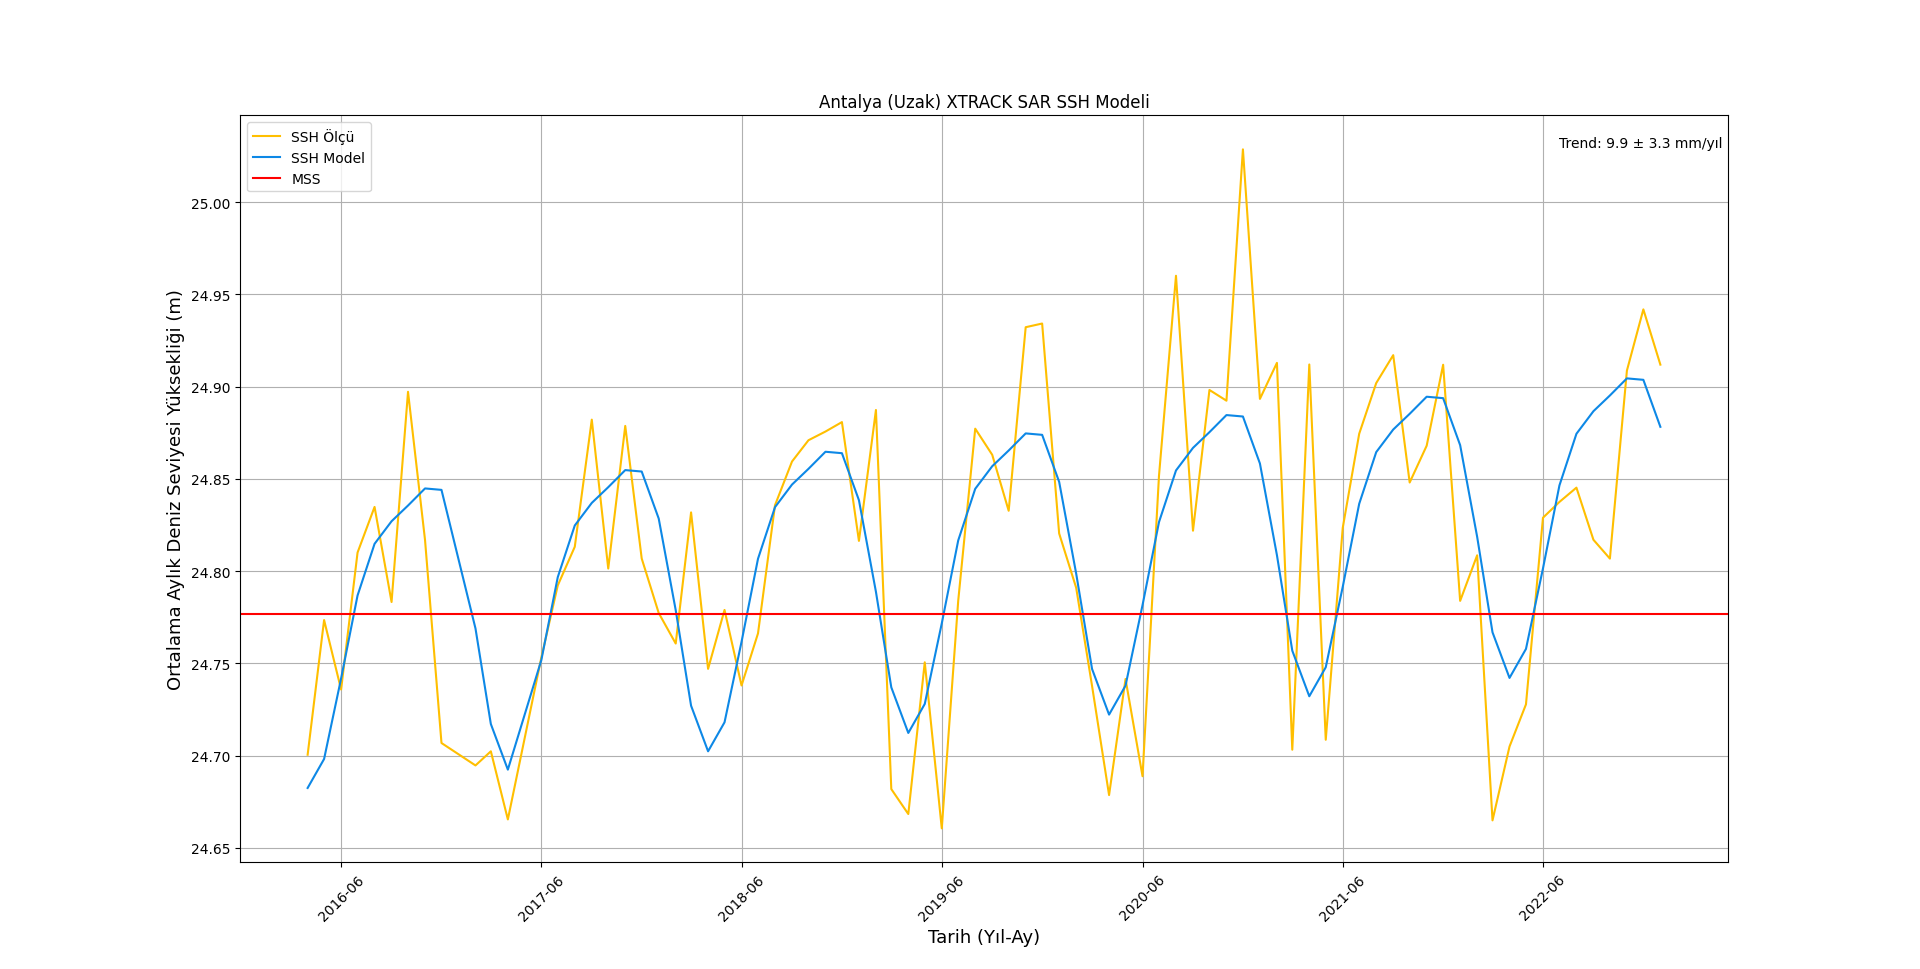 Antalya (Uzak) XTRACK SAR SSH Modeli
SSH Ölçü
SSH Model
MSS
Trend: 9.9 ± 3.3 mm/yıl
Ortalama Aylık Deniz Seviyesi Yüksekliği (m)
25.00
24.95
24.90
24.85
24.80
24.75
24.70
24.65
2016-06
2017-06
2018-06
2019-06
2020-06
2021-06
2022-06
Tarih (Yıl-Ay)